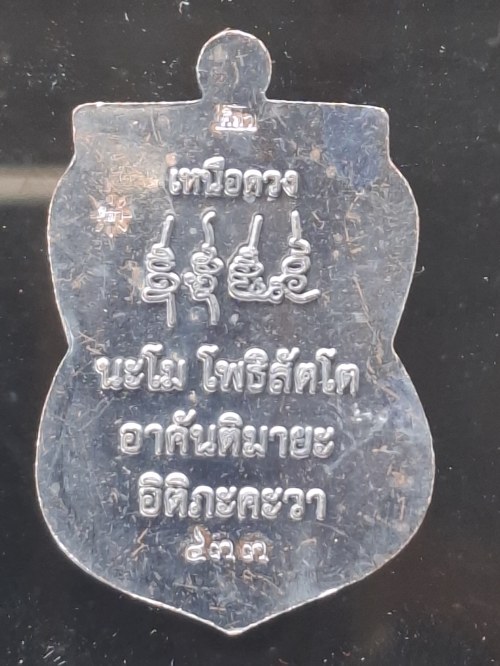 เหนือดวง
นะโม โพธิสัตโต
อาคันติมายะ
อิติภะคะวา
๕๓๓